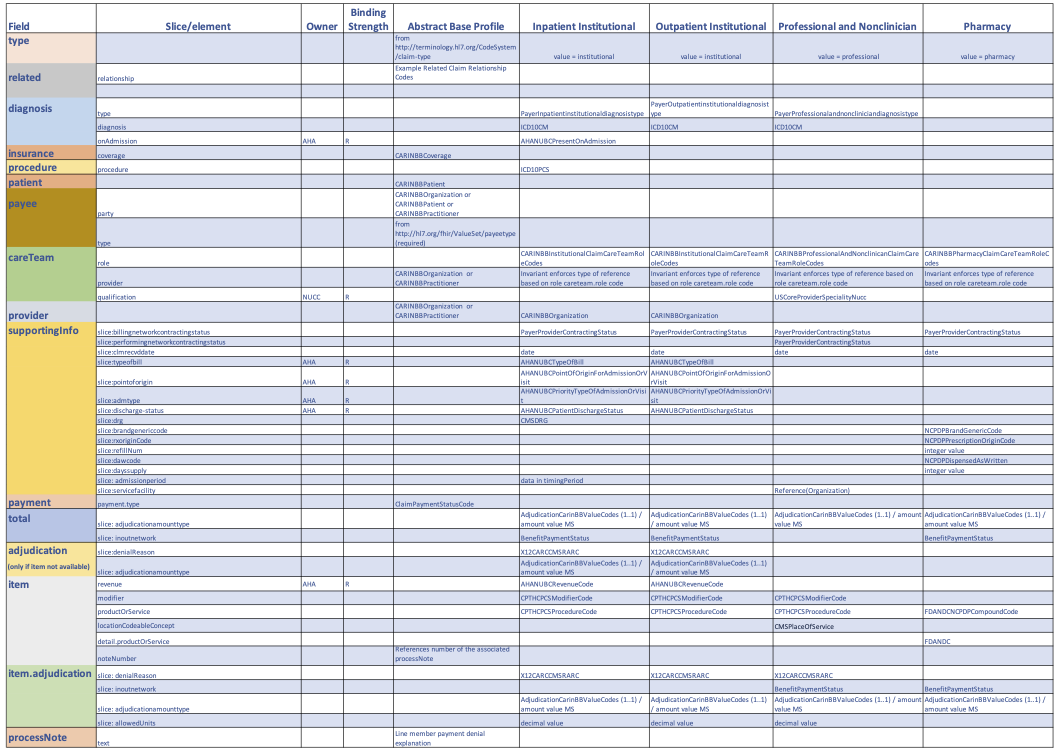 Field Slice/element Owner Binding Strength Abstract Base Profile Inpatient Institutional Outpatient Institutional Professional and Nonclinician Pharmacy
type from http://terminology.hl7.org/CodeSystem/claim-type value = institutional value = institutional value = professional value = pharmacy
related relationship Example Related Claim Relationship Codes
diagnosis type PayerInpatientinstitutionaldiagnosistype PayerOutpatientinstitutionaldiagnosistype PayerProfessionalandnonclinicianddiagnosistype
diagnosis ICD10CM ICD10CM ICD10CM
onAdmission AHA R AHANUBCPresentOnAdmission
insurance coverage CARINBBCoverage
procedure procedure ICD10PCS
patient CARINBBPatient
payee party CARINBBOrganization or CARINBBPatient or CARINBBPractitioner
type from http://hl7.org/fhir/ValueSet/payeetype (required)
careTeam role CARINBBInstitutionalClaimCareTeamRoleCodes CARINBBInstitutionalClaimCareTeamRoleCodes CARINBBProfessionalAndNonclinicanClaimCareTeamRoleCodes CARINBBPharmacyClaimCareTeamRoleCodes
provider CARINBBOrganization or CARINBBPractitioner Invariant enforces type of reference based on role careteam.role code Invariant enforces type of reference based on role careteam.role code Invariant enforces type of reference based on role careteam.role code Invariant enforces type of reference based on role careteam.role code
qualification NUCC R USCoreProviderSpecialityNucc
provider CARINBBOrganization or CARINBBPractitioner CARINBBOrganization CARINBBOrganization
supportingInfo slice:billingnetworkcontractingstatus PayerProviderContractingStatus PayerProviderContractingStatus PayerProviderContractingStatus PayerProviderContractingStatus
slice:performingnetworkcontractingstatus PayerProviderContractingStatus
slice:clmrecvddate date date date date
slice:typeofbill AHA R AHANUBCTypeOfBill AHANUBCTypeOfBill
slice:pointoforigin AHA R AHANUBCPointOfOriginForAdmissionOrVisit AHANUBCPointOfOriginForAdmissionOrVisit
slice:admtype AHA R AHANUBCPriorityTypeOfAdmissionOrVisit AHANUBCPriorityTypeOfAdmissionOrVisit
slice:discharge-status AHA R AHANUBCPatientDischargeStatus AHANUBCPatientDischargeStatus
slice:drg CMSDRG
slice:brandgenericcode NCPDPBrandGenericCode
slice:rxoriginCode NCPDPPrescriptionOriginCode
slice:refillNum integer value
slice:dawcode NCPDPDispensedAsWritten
slice:dayssupply integer value
slice: admissionperiod data in timingPeriod
slice:servicefacility Reference(Organization)
payment payment.type ClaimPaymentStatusCode
total slice: adjudicationamounttype AdjudicationCarinBBValueCodes (1..1) / amount value MS AdjudicationCarinBBValueCodes (1..1) / amount value MS AdjudicationCarinBBValueCodes (1..1) / amount value MS AdjudicationCarinBBValueCodes (1..1) / amount value MS
slice: inoutnetwork BenefitPaymentStatus BenefitPaymentStatus
adjudication slice:denialReason X12CARCCMSRARC X12CARCCMSRARC
(only if item not available) slice: adjudicationamounttype AdjudicationCarinBBValueCodes (1..1) / amount value MS AdjudicationCarinBBValueCodes (1..1) / amount value MS
item revenue AHA R AHANUBCRevenueCode AHANUBCRevenueCode
modifier CPTHCPCSModifierCode CPTHCPCSModifierCode CPTHCPCSModifierCode
productOrService CPTHCPCSProcedureCode CPTHCPCSProcedureCode CPTHCPCSProcedureCode FDANDCNCPDPCompoundCode
locationCodeableConcept CMSPlaceOfService
detail.productOrService FDANDC
noteNumber References number of the associated processNote
item.adjudication slice: denialReason X12CARCCMSRARC X12CARCCMSRARC X12CARCCMSRARC
slice: inoutnetwork BenefitPaymentStatus BenefitPaymentStatus
slice: adjudicationamounttype AdjudicationCarinBBValueCodes (1..1) / amount value MS AdjudicationCarinBBValueCodes (1..1) / amount value MS AdjudicationCarinBBValueCodes (1..1) / amount value MS AdjudicationCarinBBValueCodes (1..1) / amount value MS
slice: allowedUnits decimal value decimal value decimal value
processNote text Line member payment denial explanation